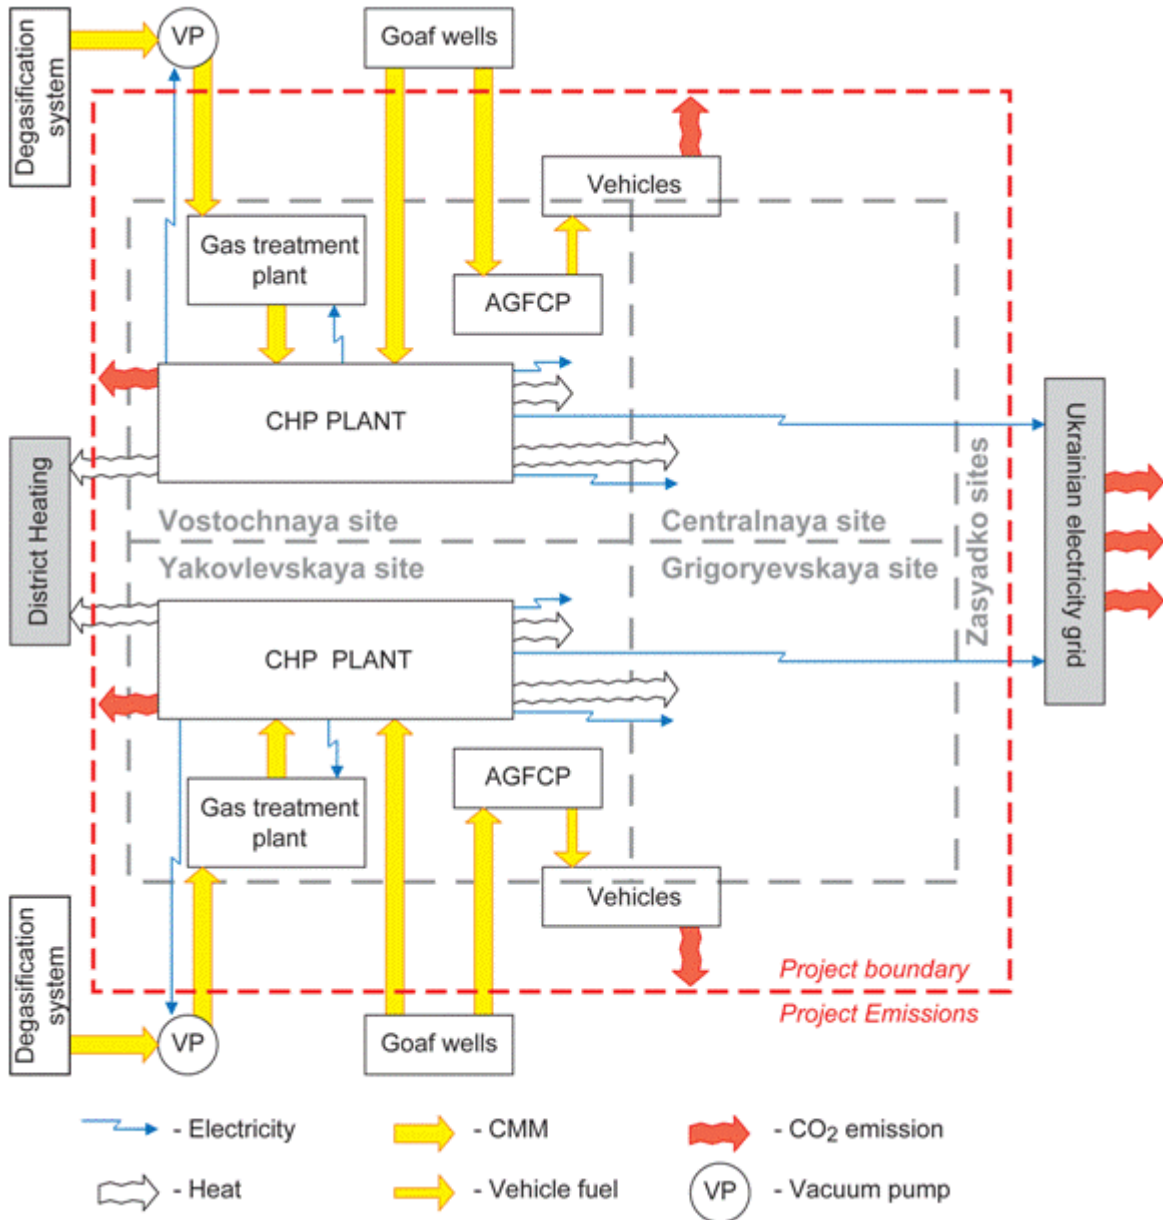 Degasification
system
VP
Goaf wells
Vehicles
Gas treatment
plant
AGFCP
CHP PLANT
District Heating
Vostochnaya site
Centralnaya site
Yakovlevskaya site
Grigoryevskaya site
Zasyadko sites
Ukrainian electricity grid
CHP PLANT
AGFCP
Gas treatment
plant
Vehicles
Degasification
system
VP
Goaf wells
Project boundary
Project Emissions
- Electricity
- CMM
- CO2 emission
- Heat
- Vehicle fuel
VP - Vacuum pump